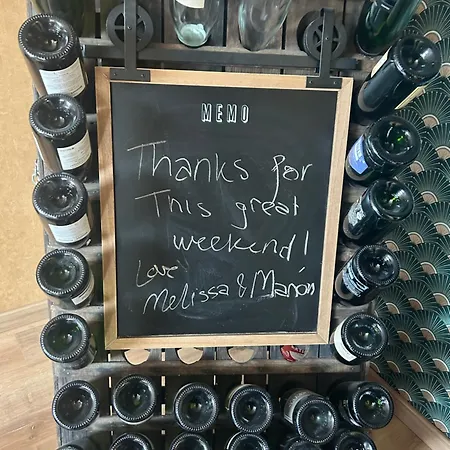 MEMO
Thanks for
This great
weekend!
Love
Melissa & Manon